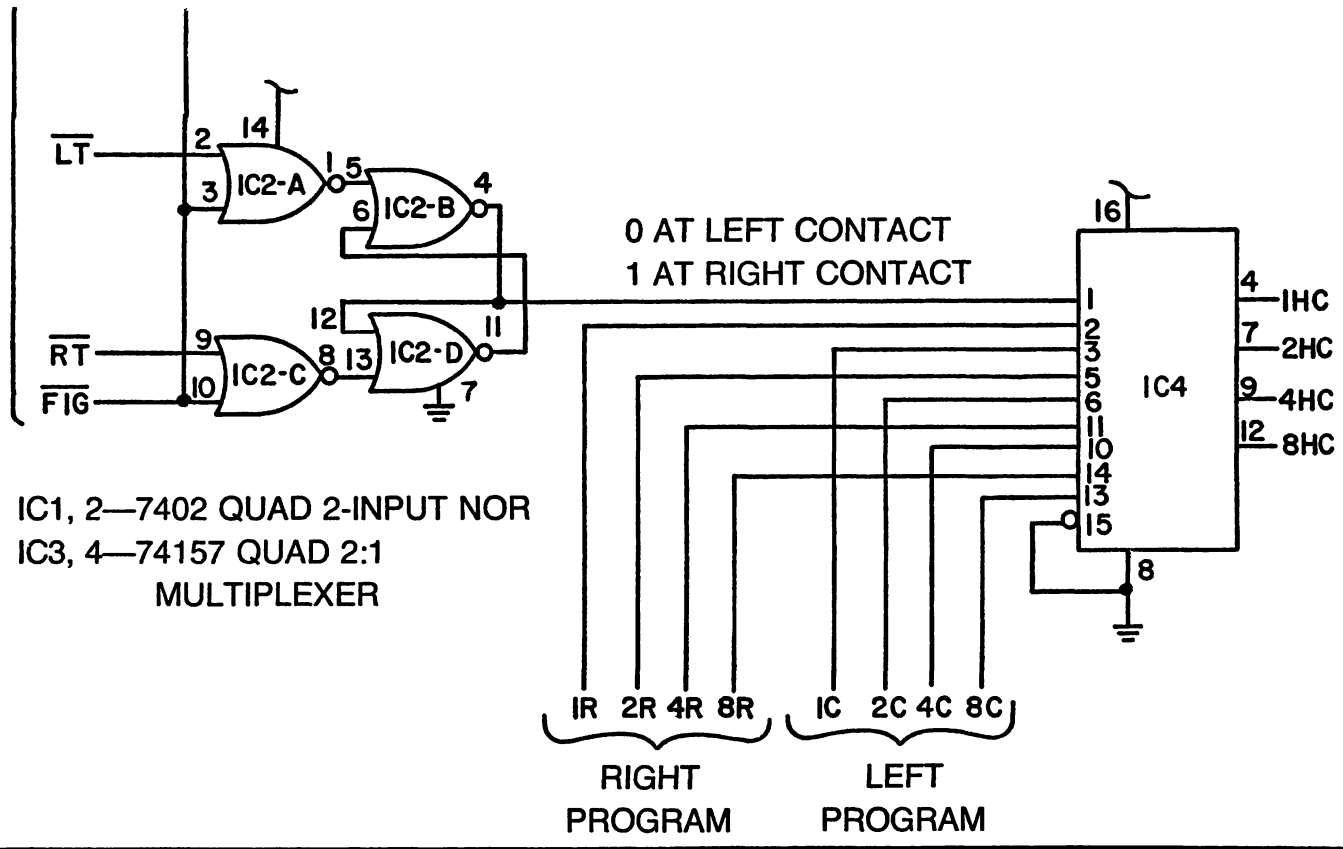 14
LT 2 1 5 4
IC2-A IC2-B
3 6
16
0 AT LEFT CONTACT
1 AT RIGHT CONTACT
1 4 1HC
12 11 2
RT 9 8 13 IC2-D 3 7 2HC
IC2-C 5
FIG 10 7 6 IC4 9 4HC
11 12 8HC
10
14
13
15
IC1, 2—7402 QUAD 2-INPUT NOR
IC3, 4—74157 QUAD 2:1
MULTIPLEXER
8
1R 2R 4R 8R 1C 2C 4C 8C
RIGHT LEFT
PROGRAM PROGRAM